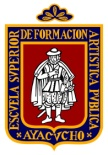 ESCUELA SUPERIOR
DE FORMACION
ARTISTICA PUBLICA
AYACUCHO